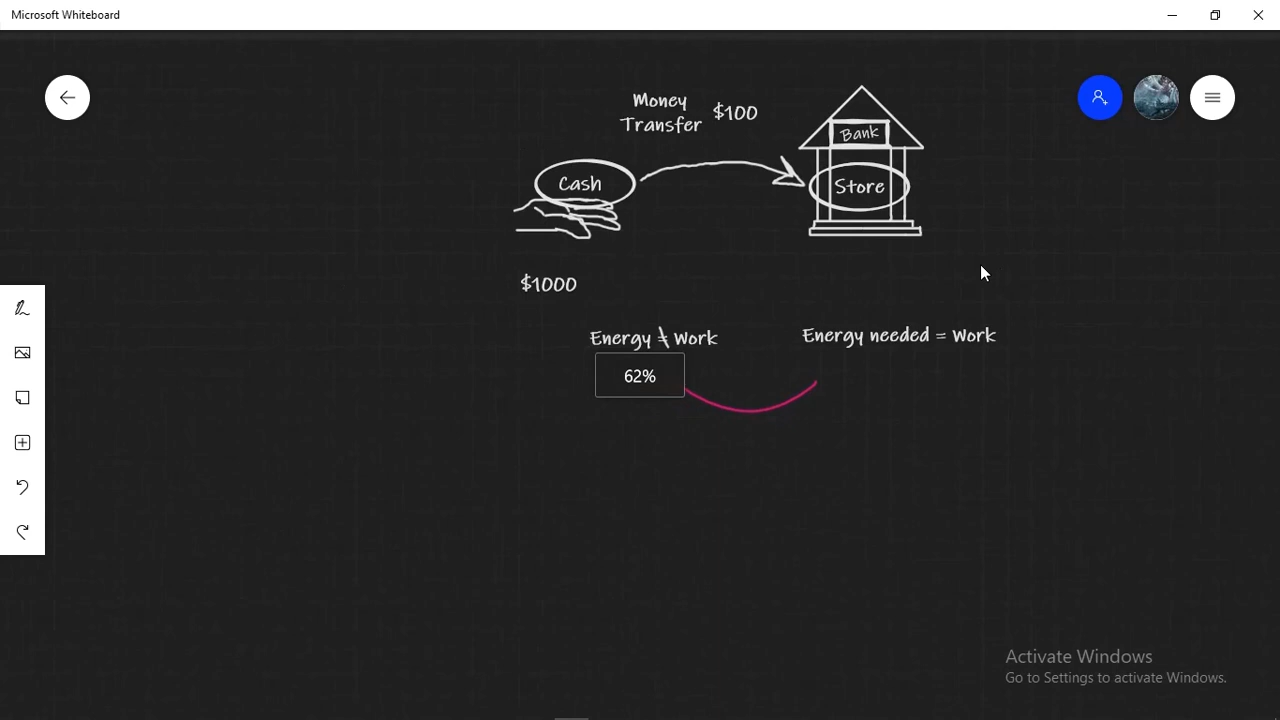 Microsoft Whiteboard
Money
Transfer $100
Bank
Cash
Store
$1000
Energy ≠ Work
Energy needed = Work
62%
Activate Windows
Go to Settings to activate Windows.